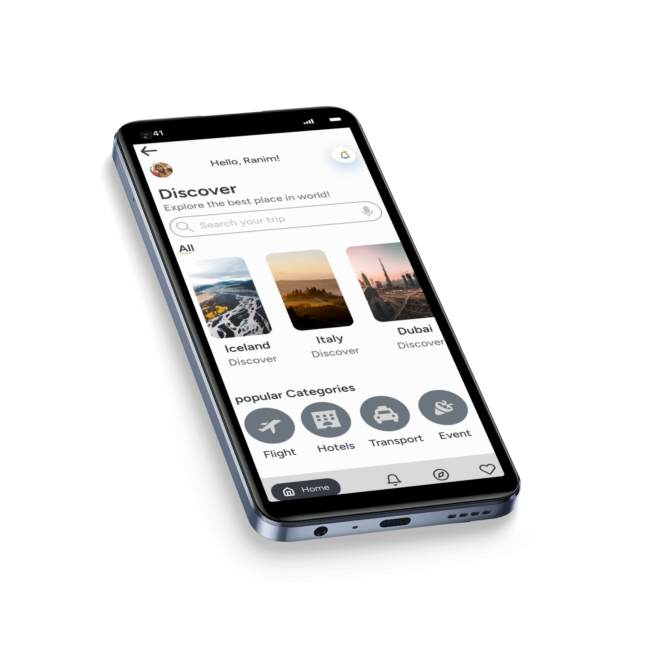 41
Hello, Ranim!
Discover
Explore the best place in world!
Search your trip
All
Iceland
Discover
Italy
Discover
Dubai
Discover
popular Categories
Flight
Hotels
Transport
Event
Home